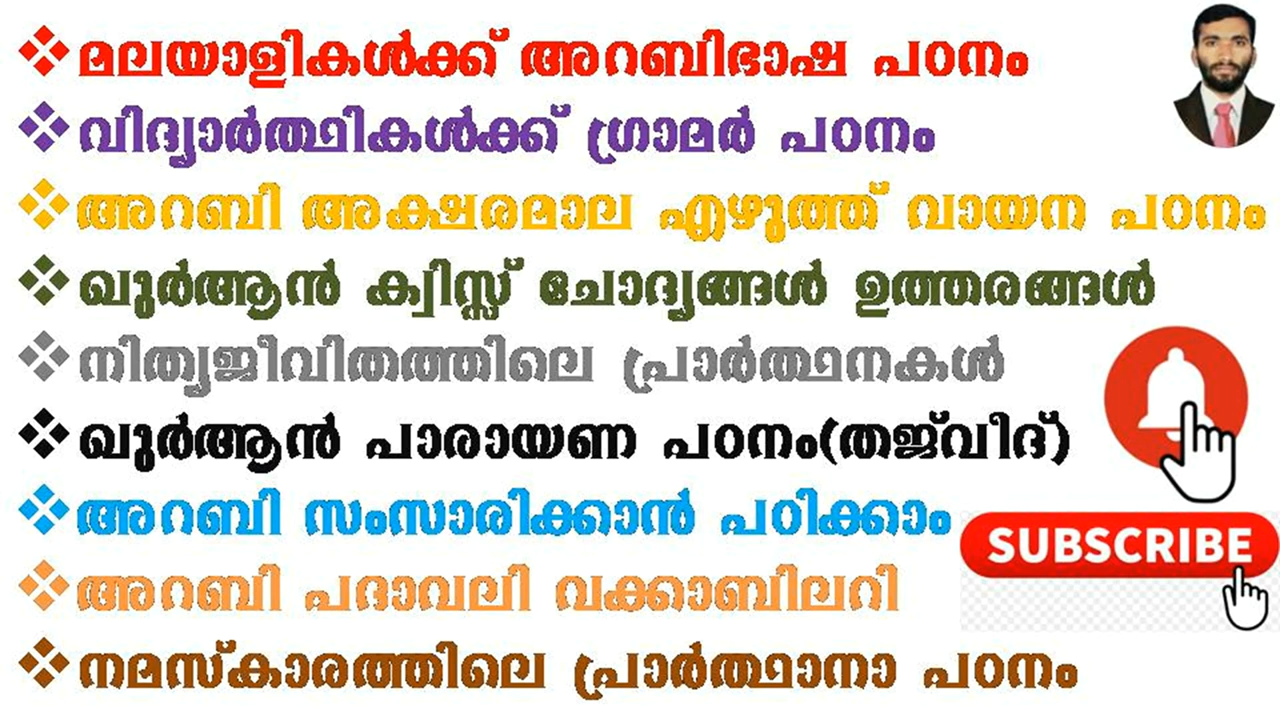 മലയാളികൾക്ക് അറബിഭാഷ പഠനം
വിദ്യാർത്ഥികൾക്ക് ഗ്രാമർ പഠനം
അറബി അക്ഷരമാല എഴുത്ത് വായന പഠനം
ഖുർആൻ ക്വിസ്സ് ചോദ്യങ്ങൾ ഉത്തരങ്ങൾ
നിത്യജീവിതത്തിലെ പ്രാർത്ഥനകൾ
ഖുർആൻ പാരായണ പഠനം(തജ്‌വീദ്)
അറബി സംസാരിക്കാൻ പഠിക്കാം
SUBSCRIBE
അറബി പദാവലി വക്കാബിലറി
നമസ്കാരത്തിലെ പ്രാർത്ഥാനാ പഠനം